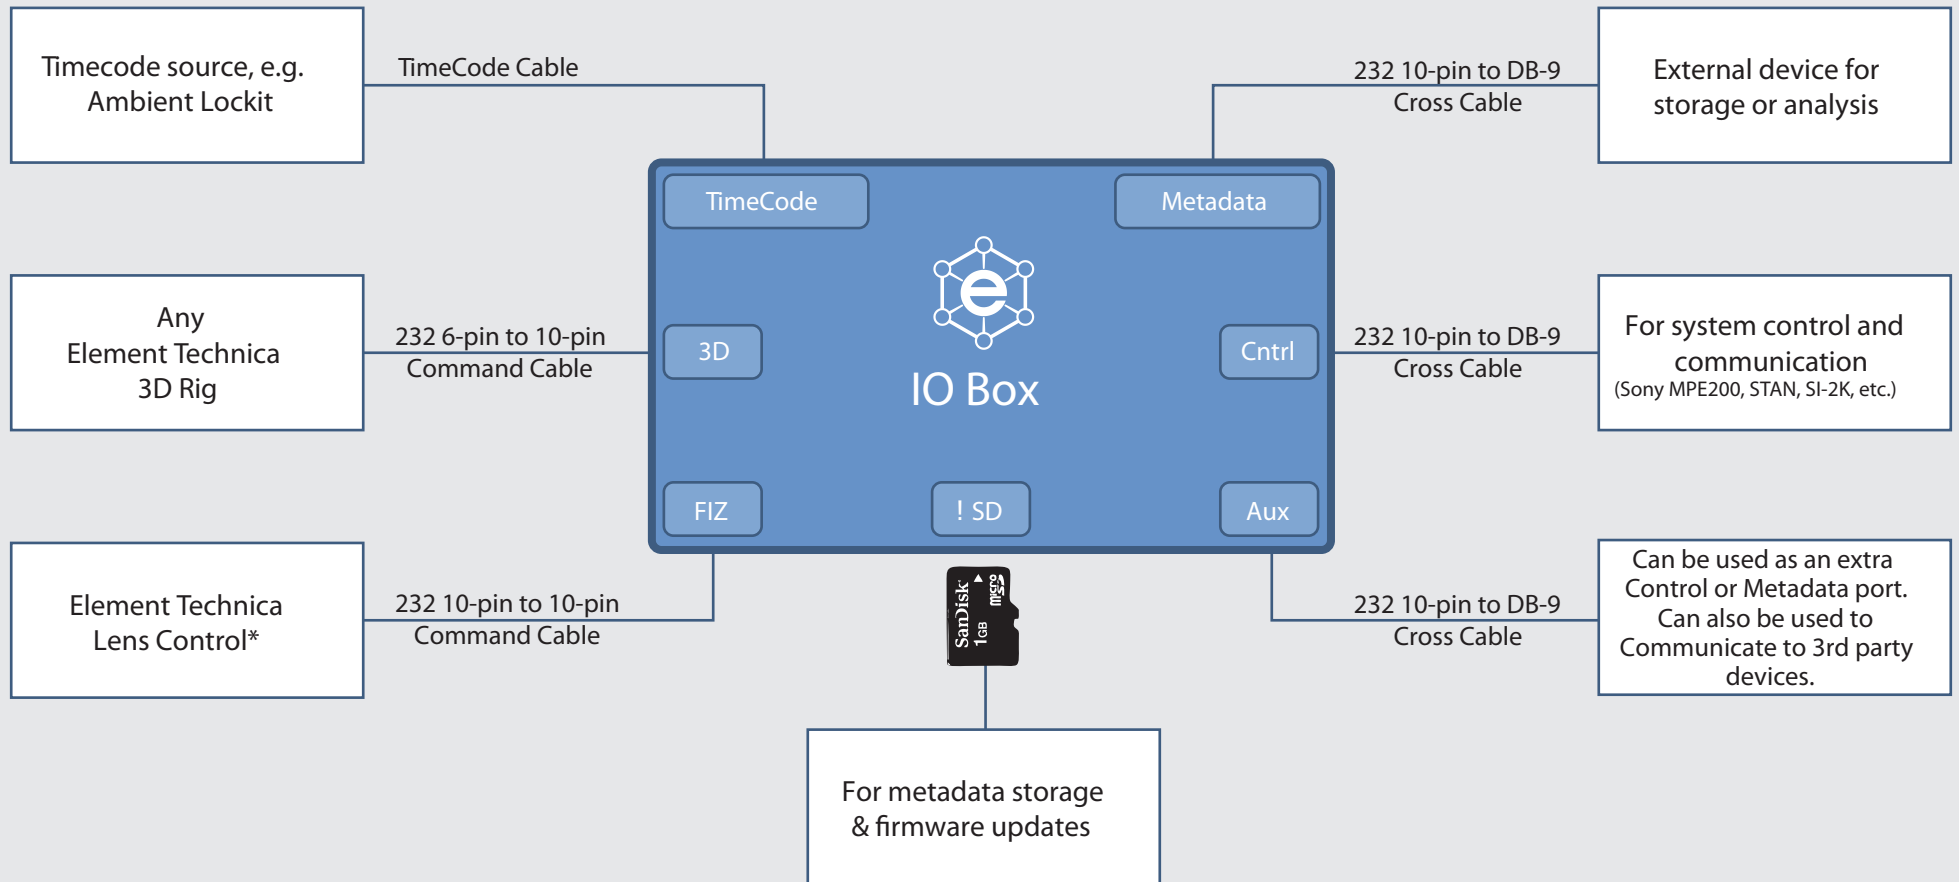 Timecode source, e.g.
Ambient Lockit
TimeCode Cable
232 10-pin to DB-9
Cross Cable
External device for
storage or analysis
TimeCode
Metadata
Any
Element Technica
3D Rig
232 6-pin to 10-pin
Command Cable
3D
e
IO Box
Cntrl
232 10-pin to DB-9
Cross Cable
For system control and
communication
(Sony MPE200, STAN, SI-2K, etc.)
FIZ
! SD
Aux
Element Technica
Lens Control*
232 10-pin to 10-pin
Command Cable
SanDisk
1GB
micro
SD
232 10-pin to DB-9
Cross Cable
Can be used as an extra
Control or Metadata port.
Can also be used to
Communicate to 3rd party
devices.
For metadata storage
& firmware updates